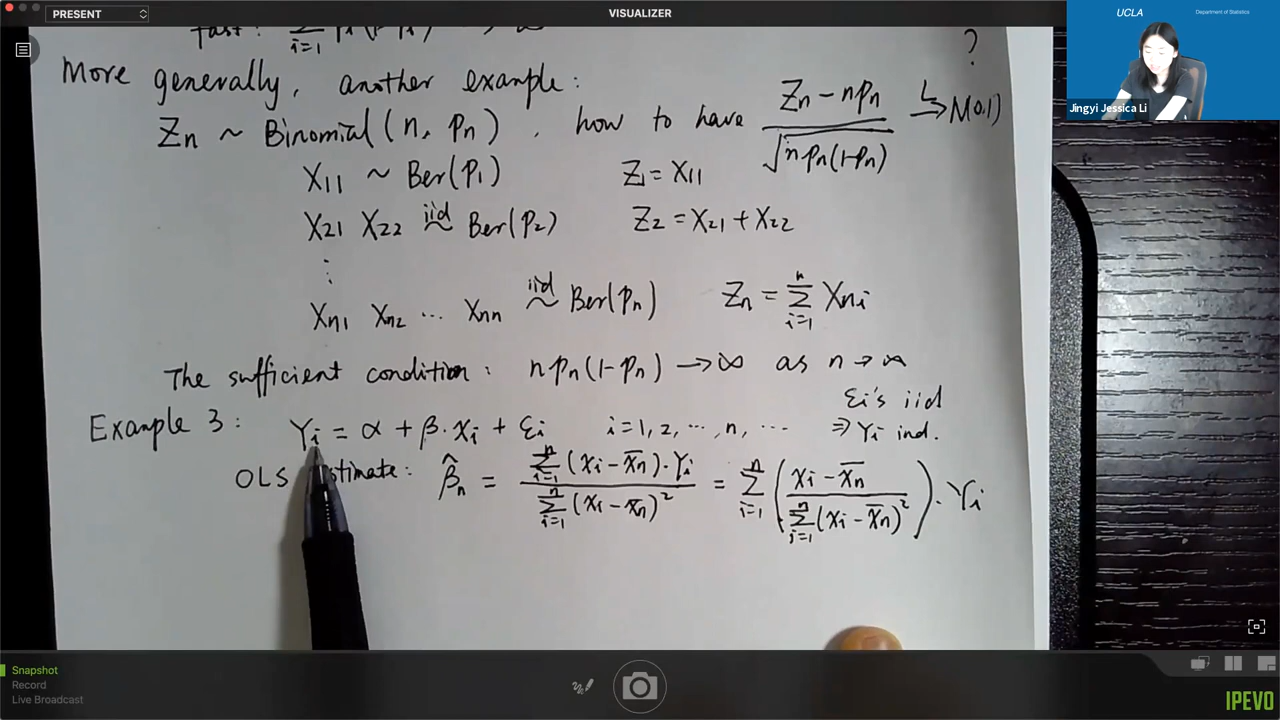 PRESENT
VISUALIZER
UCLA Department of Statistics
Jingyi Jessica Li
More generally, another example: ?
Zn ~ Binomial(n, pn), how to have (Zn − npn)/√(npn(1−pn)) →L N(0,1)
X11 ~ Ber(p1) Z1 = X11
X21 X22 iid~ Ber(p2) Z2 = X21 + X22
⋮
Xn1 Xn2 ⋯ Xnn iid~ Ber(pn) Zn = Σ_{i=1}^n Xni
The sufficient condition: npn(1−pn) → ∞ as n → ∞
εi's iid
Example 3: Yi = α + β·xi + εi i=1, 2, ⋯, n, ⋯ ⇒ Yi ind.
OLS β̂n = Σ_{i=1}^n (xi − x̄n)·Yi / Σ_{i=1}^n (xi − x̄n)² = Σ_{i=1}^n ( (xi − x̄n) / Σ_{i=1}^n (xi − x̄n)² )·Yi
Snapshot
Record
Live Broadcast
IPEVO